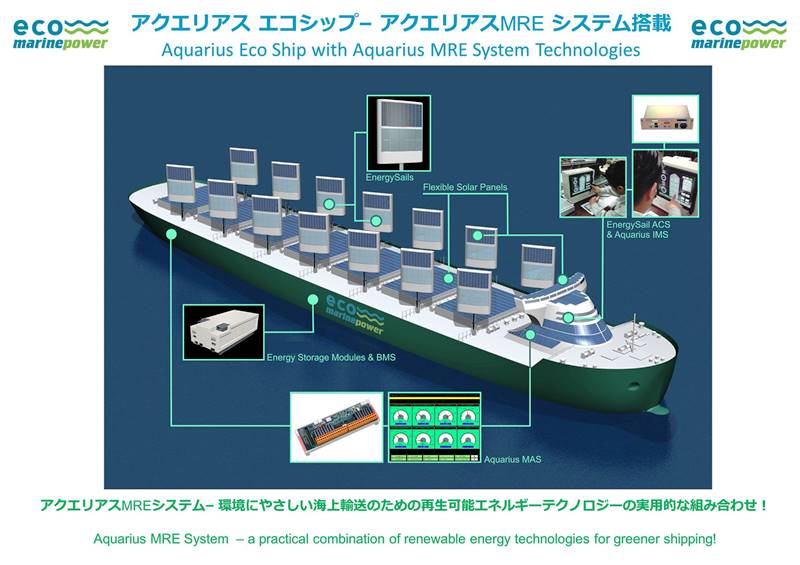 eco
marinepower
アクエリアス エコシップ– アクエリアスMRE システム搭載
Aquarius Eco Ship with Aquarius MRE System Technologies
eco
marinepower
EnergySails
Flexible Solar Panels
EnergySail ACS
& Aquarius IMS
eco
marinepower
Energy Storage Modules & BMS
Aquarius MAS
アクエリアスMREシステム– 環境にやさしい海上輸送のための再生可能エネルギーテクノロジーの実用的な組み合わせ！
Aquarius MRE System – a practical combination of renewable energy technologies for greener shipping!